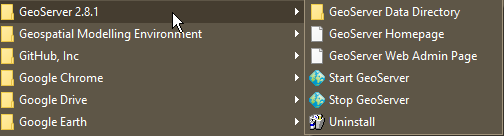 GeoServer 2.8.1
Geospatial Modelling Environment
GitHub, Inc
Google Chrome
Google Drive
Google Earth
GeoServer Data Directory
GeoServer Homepage
GeoServer Web Admin Page
Start GeoServer
Stop GeoServer
Uninstall